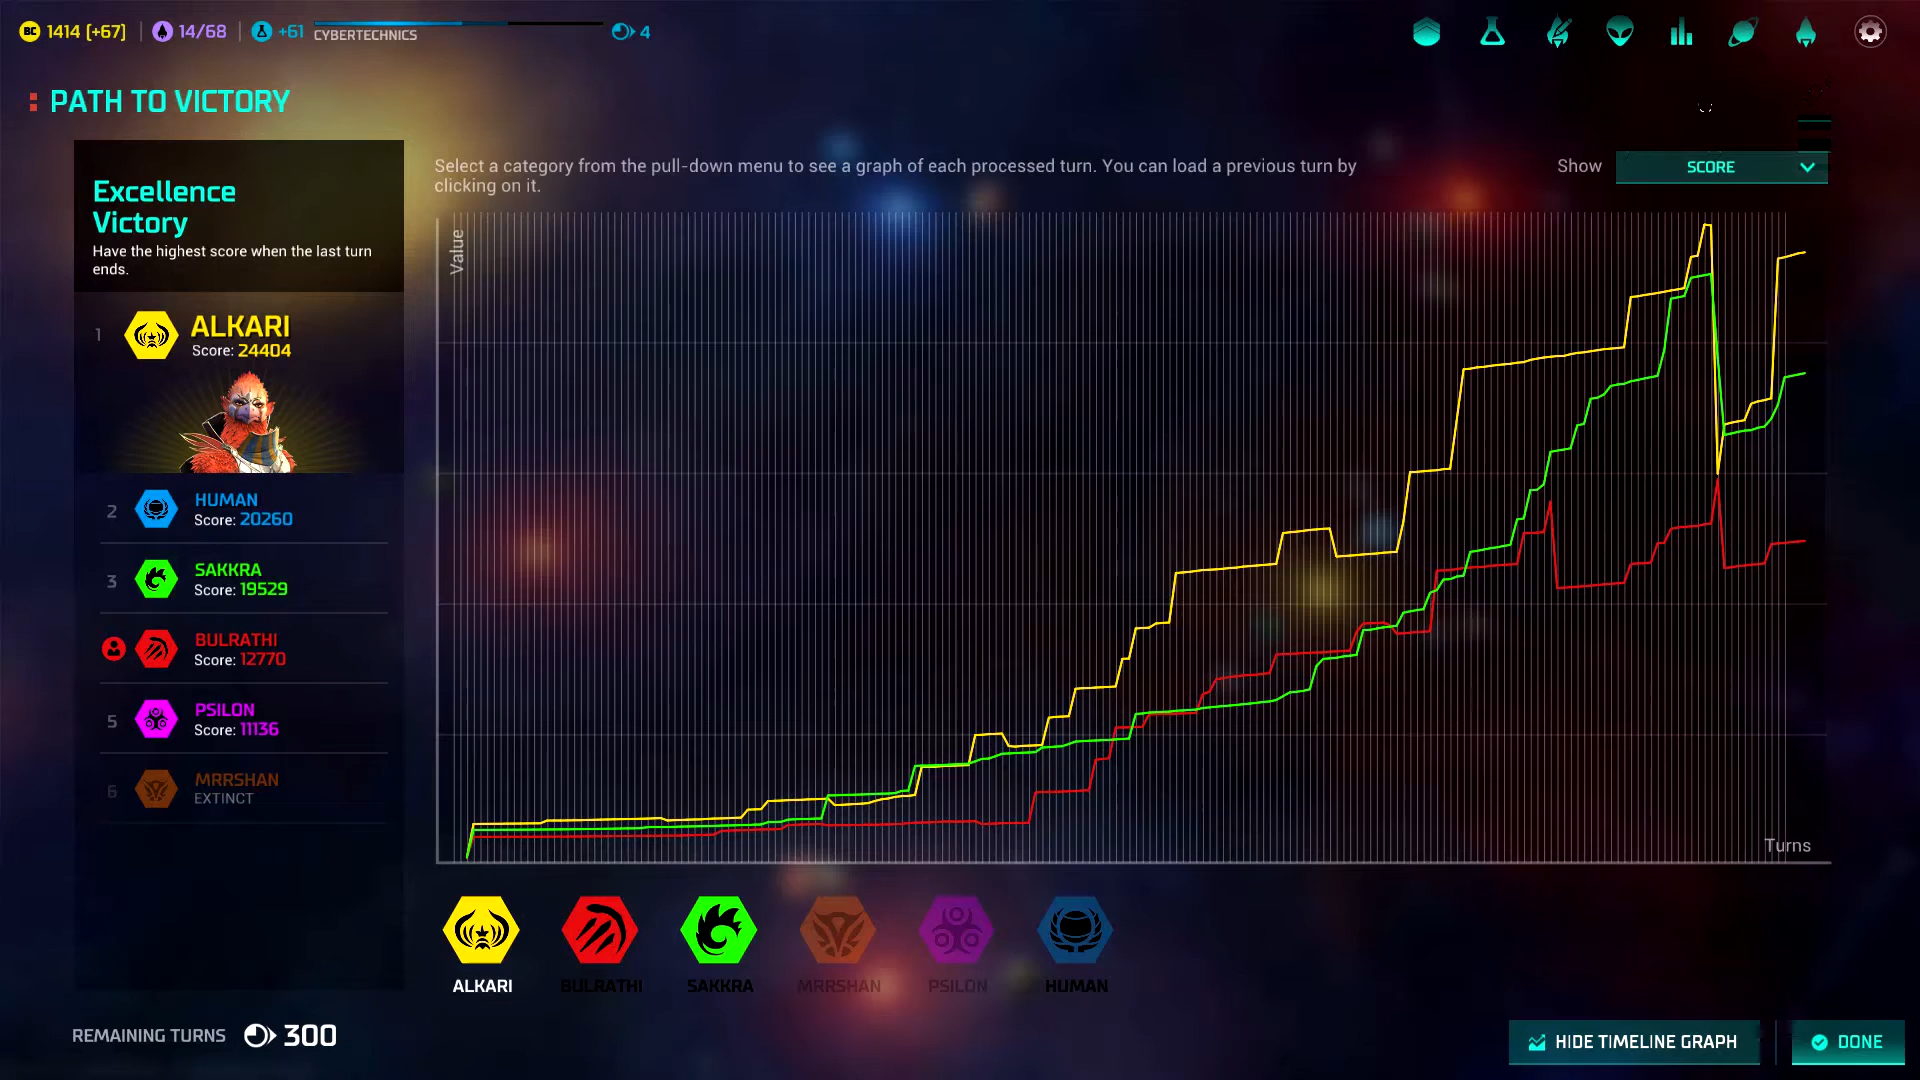 BC 1414 [+67] 14/68 +61 CYBERTECHNICS 4
PATH TO VICTORY
Excellence
Victory
Have the highest score when the last turn
ends.
1 ALKARI
Score: 24404
2 HUMAN
Score: 20260
3 SAKKRA
Score: 19529
BULRATHI
Score: 12770
5 PSILON
Score: 11136
6 MRRSHAN
EXTINCT
REMAINING TURNS 300
Select a category from the pull-down menu to see a graph of each processed turn. You can load a previous turn by
clicking on it.
Show SCORE
Value
Turns
ALKARI BULRATHI SAKKRA MRRSHAN PSILON HUMAN
HIDE TIMELINE GRAPH DONE